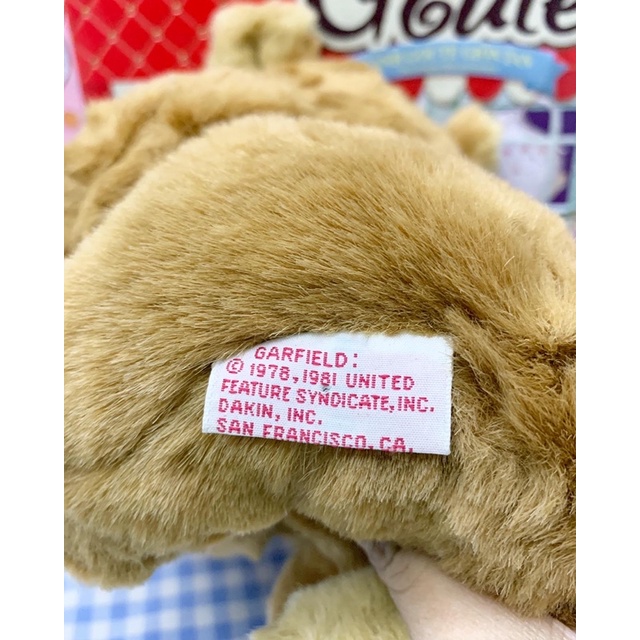 GARFIELD:
© 1978, 1981 UNITED
FEATURE SYNDICATE, INC.
DAKIN, INC.
SAN FRANCISCO, CA.